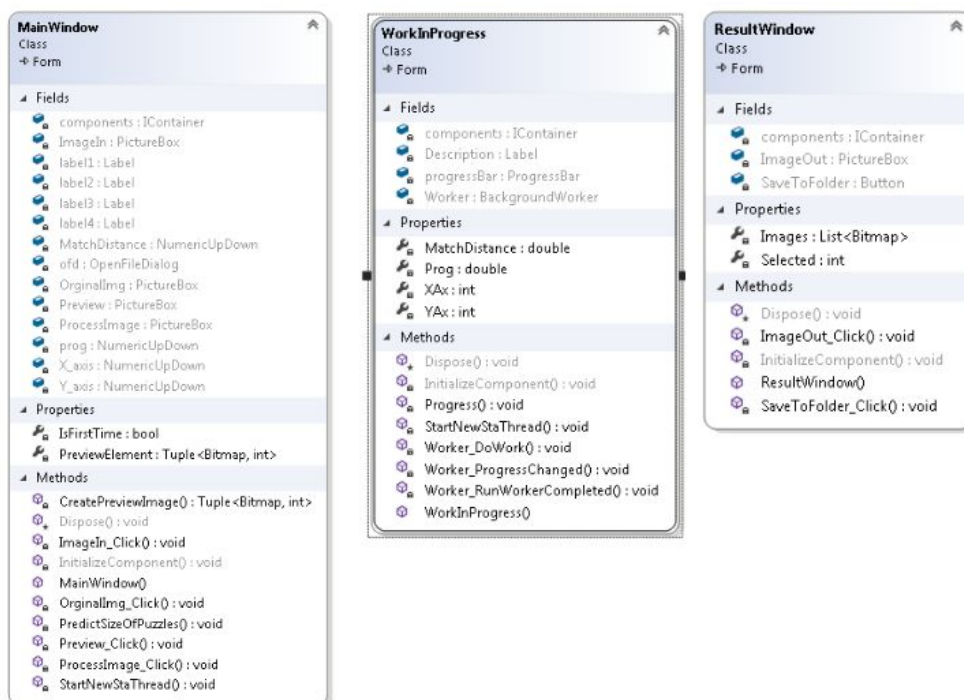 MainWindow
Class
Form
Fields
components : IContainer
ImageIn : PictureBox
label1 : Label
label2 : Label
label3 : Label
label4 : Label
MatchDistance : NumericUpDown
ofd : OpenFileDialog
OrginalImg : PictureBox
Preview : PictureBox
ProcessImage : PictureBox
prog : NumericUpDown
X_axis : NumericUpDown
Y_axis : NumericUpDown
Properties
IsFirstTime : bool
PreviewElement : Tuple<Bitmap, int>
Methods
CreatePreviewImage() : Tuple<Bitmap, int>
Dispose() : void
ImageIn_Click() : void
InitializeComponent() : void
MainWindow()
OrginalImg_Click() : void
PredictSizeOfPuzzles() : void
Preview_Click() : void
ProcessImage_Click() : void
StartNewStaThread() : void
WorkInProgress
Class
Form
Fields
components : IContainer
Description : Label
progressBar : ProgressBar
Worker : BackgroundWorker
Properties
MatchDistance : double
Prog : double
XAx : int
YAx : int
Methods
Dispose() : void
InitializeComponent() : void
Progress() : void
StartNewStaThread() : void
Worker_DoWork() : void
Worker_ProgressChanged() : void
Worker_RunWorkerCompleted() : void
WorkInProgress()
ResultWindow
Class
Form
Fields
components : IContainer
ImageOut : PictureBox
SaveToFolder : Button
Properties
Images : List<Bitmap>
Selected : int
Methods
Dispose() : void
ImageOut_Click() : void
InitializeComponent() : void
ResultWindow()
SaveToFolder_Click() : void